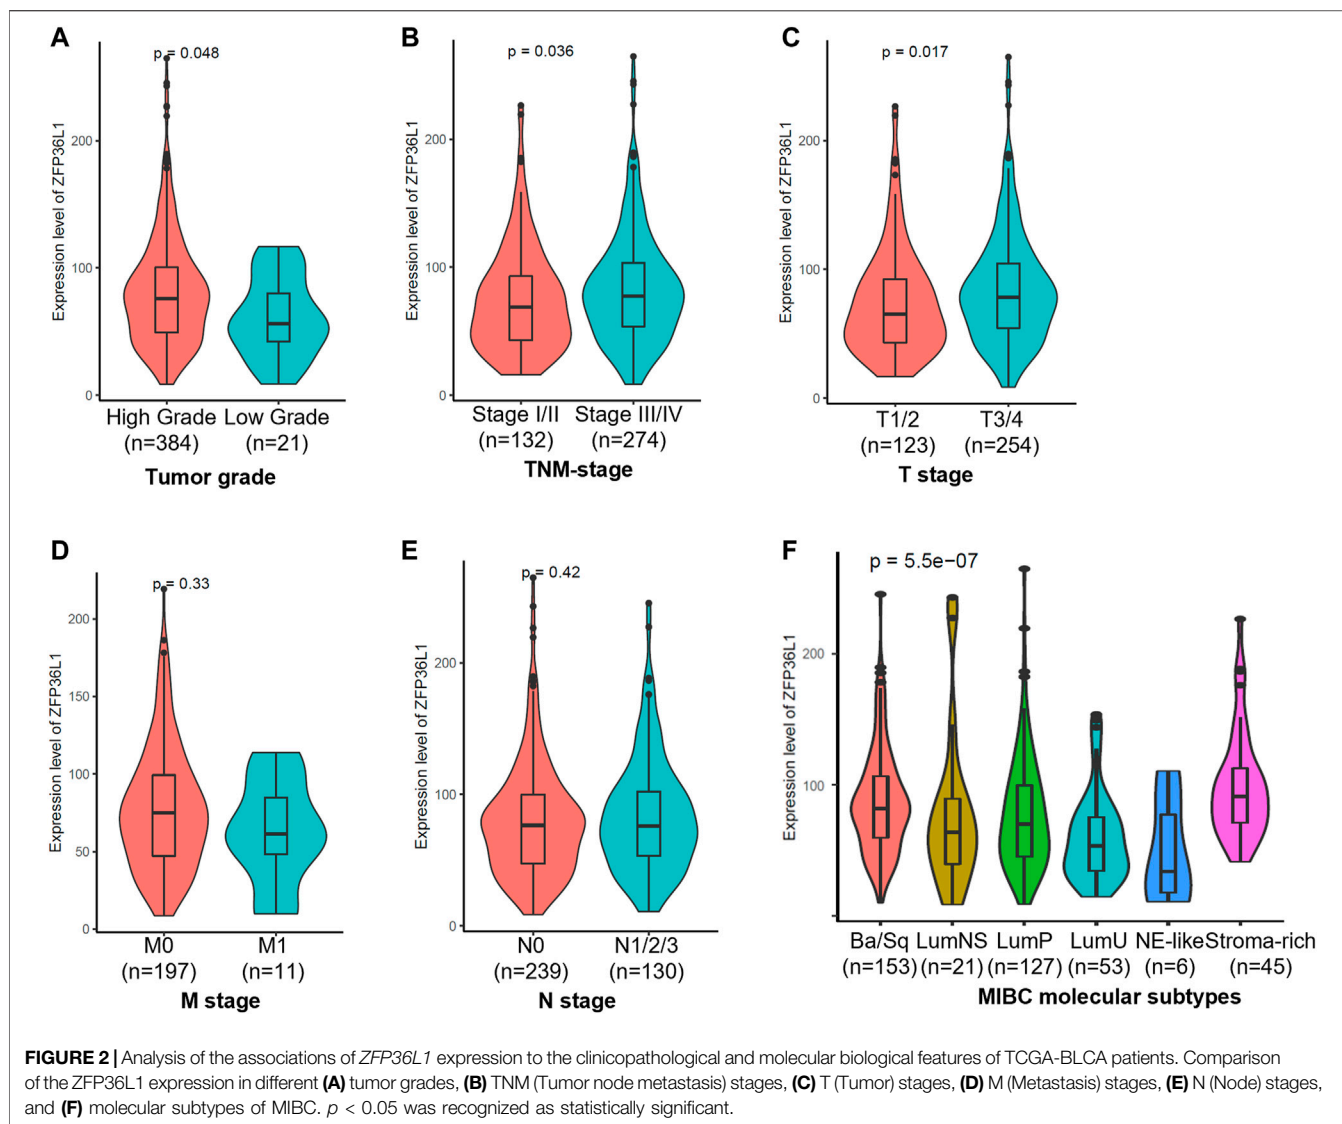 A
p = 0.048
Expression level of ZFP36L1
200
100
0
High Grade Low Grade
(n=384) (n=21)
Tumor grade
B
p = 0.036
Expression level of ZFP36L1
200
100
0
Stage I/II Stage III/IV
(n=132) (n=274)
TNM-stage
C
p = 0.017
Expression level of ZFP36L1
200
100
0
T1/2 T3/4
(n=123) (n=254)
T stage
D
p = 0.33
Expression level of ZFP36L1
200
150
100
50
0
M0 M1
(n=197) (n=11)
M stage
E
p = 0.42
Expression level of ZFP36L1
200
100
0
N0 N1/2/3
(n=239) (n=130)
N stage
F
p = 5.5e−07
Expression level of ZFP36L1
200
100
Ba/Sq LumNS LumP LumU NE-like Stroma-rich
(n=153) (n=21) (n=127) (n=53) (n=6) (n=45)
MIBC molecular subtypes
FIGURE 2 | Analysis of the associations of ZFP36L1 expression to the clinicopathological and molecular biological features of TCGA-BLCA patients. Comparison
of the ZFP36L1 expression in different (A) tumor grades, (B) TNM (Tumor node metastasis) stages, (C) T (Tumor) stages, (D) M (Metastasis) stages, (E) N (Node) stages,
and (F) molecular subtypes of MIBC. p < 0.05 was recognized as statistically significant.